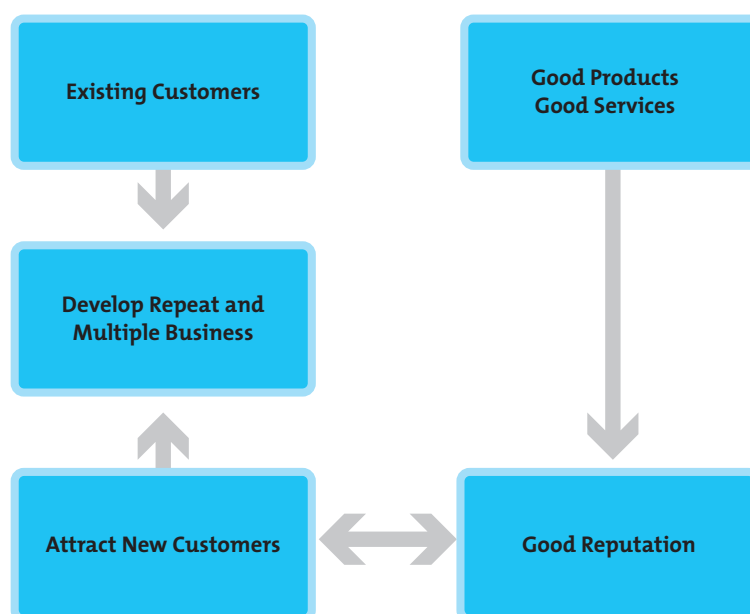 Existing Customers
Good Products
Good Services
Develop Repeat and
Multiple Business
Attract New Customers
Good Reputation